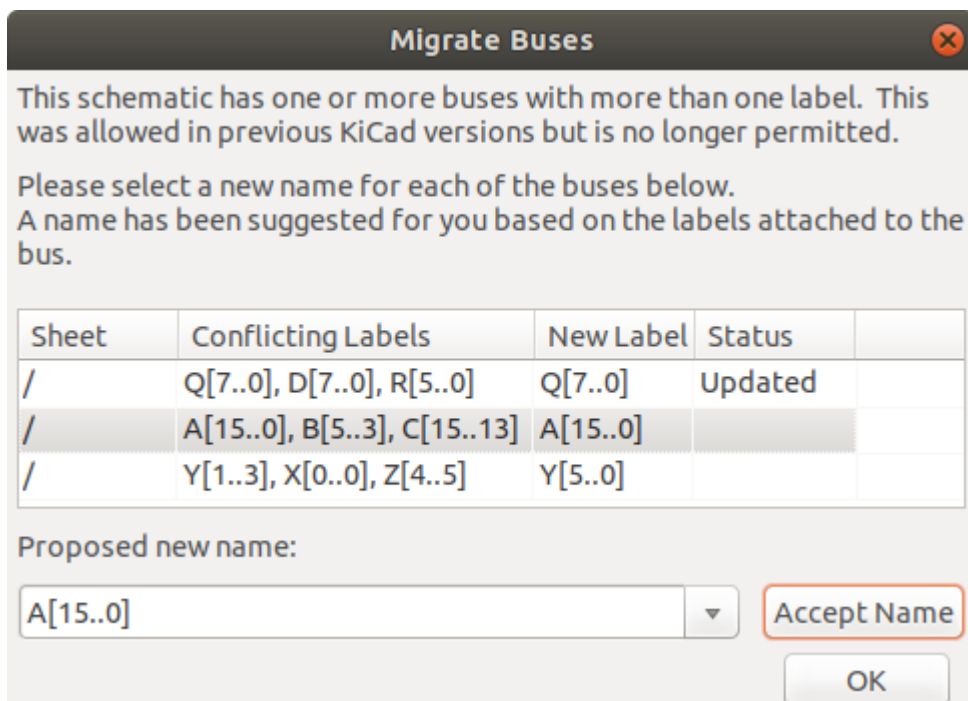 Migrate Buses
This schematic has one or more buses with more than one label.  This
was allowed in previous KiCad versions but is no longer permitted.
Please select a new name for each of the buses below.
A name has been suggested for you based on the labels attached to the
bus.
Sheet Conflicting Labels New Label Status
/ Q[7..0], D[7..0], R[5..0] Q[7..0] Updated
/ A[15..0], B[5..3], C[15..13] A[15..0]
/ Y[1..3], X[0..0], Z[4..5] Y[5..0]
Proposed new name:
A[15..0] Accept Name
OK